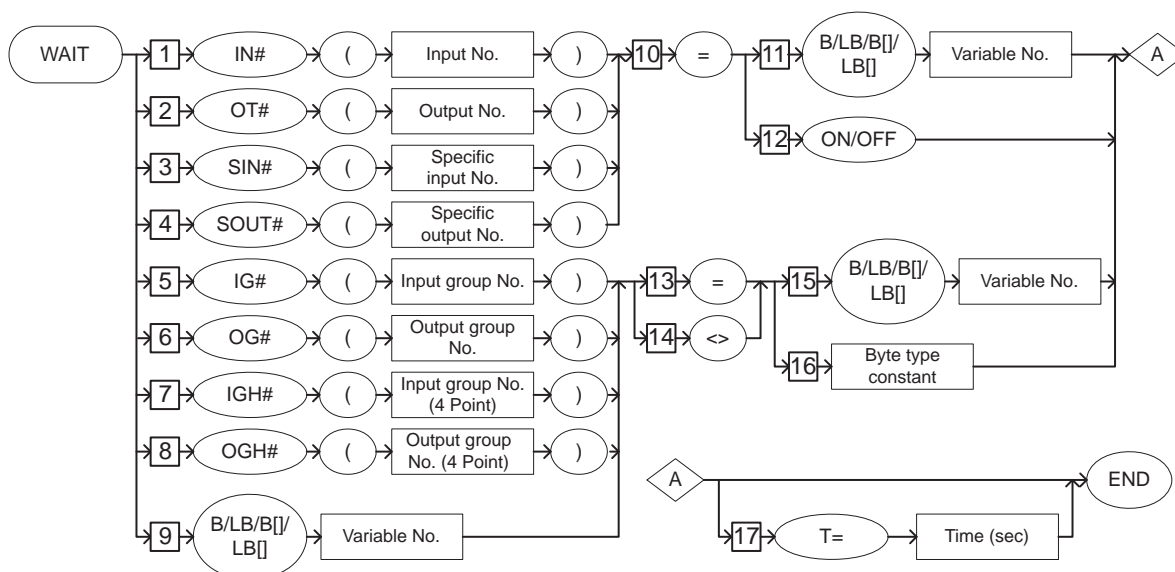 WAIT
1 IN# ( Input No. ) 10 = 11 B/LB/B[]/ LB[] Variable No. A
2 OT# ( Output No. ) 12 ON/OFF
3 SIN# ( Specific input No. )
4 SOUT# ( Specific output No. )
5 IG# ( Input group No. ) 13 = 15 B/LB/B[]/ LB[] Variable No.
6 OG# ( Output group No. ) 14 <> 16 Byte type constant
7 IGH# ( Input group No. (4 Point) )
8 OGH# ( Output group No. (4 Point) )
9 B/LB/B[]/ LB[] Variable No.
A END
17 T= Time (sec)